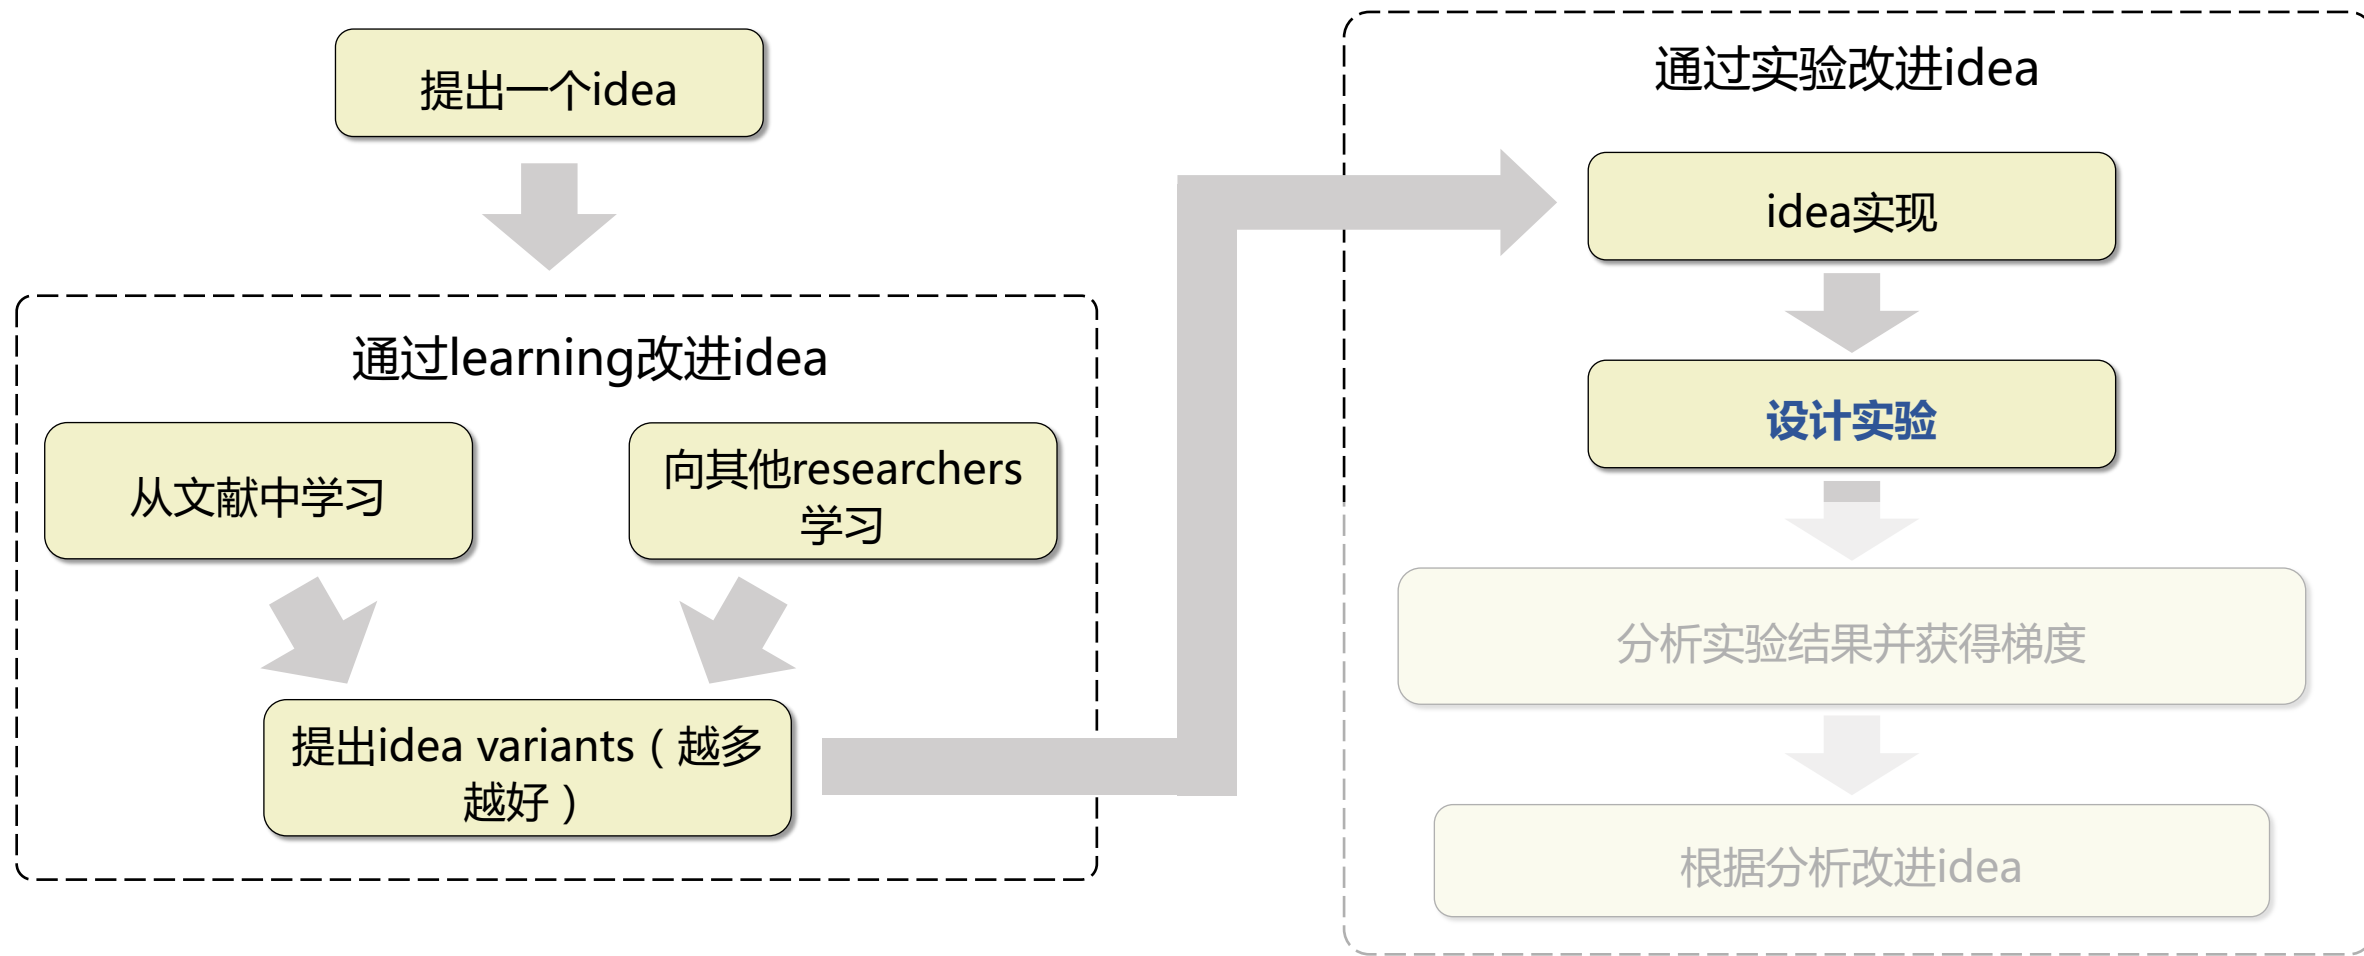 提出一个idea
通过learning改进idea
从文献中学习
向其他researchers
学习
提出idea variants（越多
越好）
通过实验改进idea
idea实现
设计实验
分析实验结果并获得梯度
根据分析改进idea